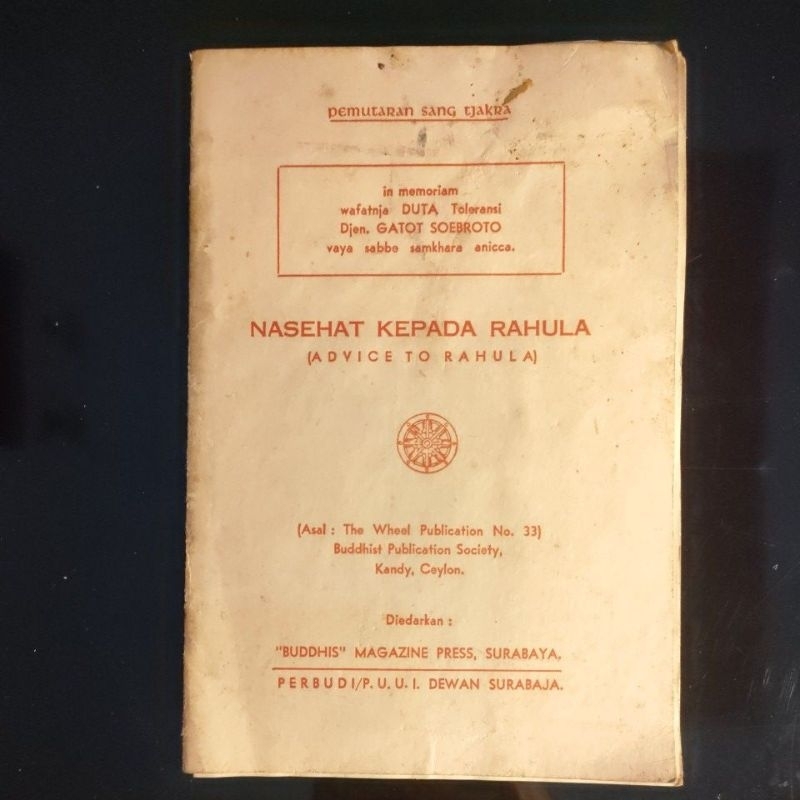 pemutaran sang tjakra
in memoriam
wafatnja DUTA Toleransi
Djen. GATOT SOEBROTO
vaya sabbe samkhara anicca.
NASEHAT KEPADA RAHULA
(ADVICE TO RAHULA)
(Asal : The Wheel Publication No. 33)
Buddhist Publication Society,
Kandy, Ceylon.
Diedarkan :
"BUDDHIS" MAGAZINE PRESS, SURABAYA.
PERBUDI/P. U. U. I. DEWAN SURABAJA.